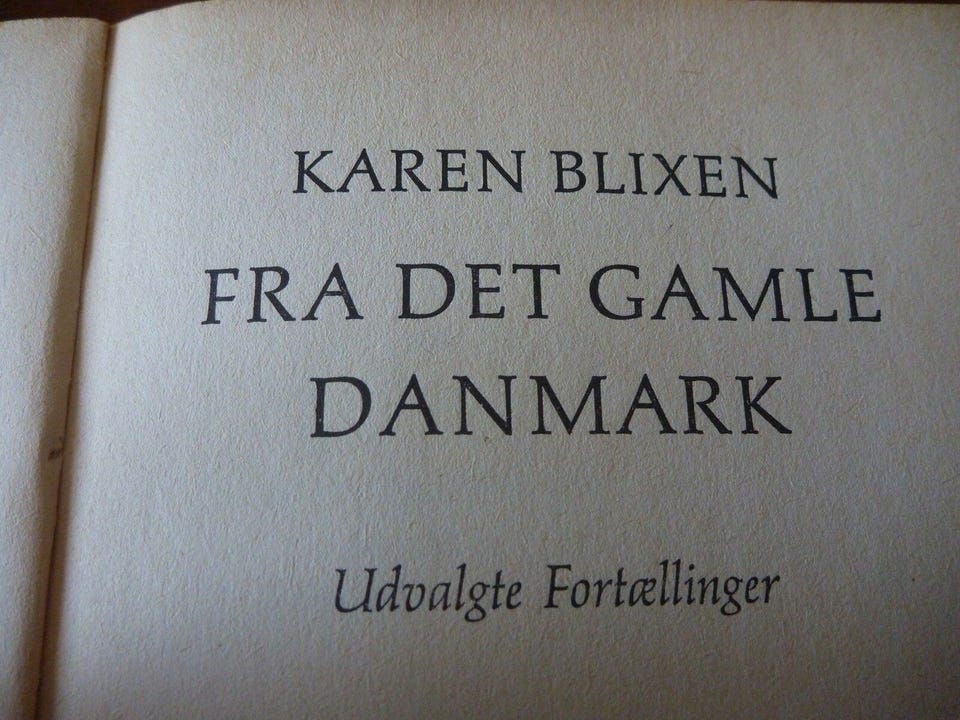 KAREN BLIXEN
FRA DET GAMLE
DANMARK
Udvalgte Fortællinger